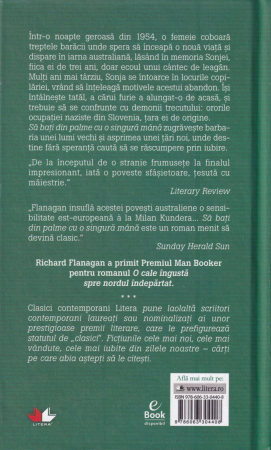 Într-o noapte geroasă din 1954, o femeie coboară
treptele barăcii unde spera să înceapă o nouă viață și
dispare în iarna australiană, lăsând în memoria Sonjei,
fiica ei de trei ani, doar ecoul unui cântec de leagăn.
Mulți ani mai târziu, Sonja se întoarce în locurile copi-
lăriei, vrând să înțeleagă motivele acestui abandon. Își
întâlnește tatăl, a cărui furie a alungat-o de acasă, și
trebuie să se confrunte cu demonii trecutului: ororile
ocupației naziste din Slovenia, țara ei de origine.
Să bați din palme cu o singură mână zugrăvește barba-
ria unei lumi vechi și asprimea unei țări noi, unde des-
tine fără speranță caută să se răscumpere prin iubire.
„De la începutul de o stranie frumusețe la finalul
impresionant, iată o poveste sfâșietoare, țesută cu
măiestrie.”
Literary Review
„Flanagan insuflă acestei povești australiene o sensi-
bilitate est-europeană à la Milan Kundera... Să bați
din palme cu o singură mână este un roman menit să
devină clasic.”
Sunday Herald Sun
Richard Flanagan a primit Premiul Man Booker
pentru romanul O cale îngustă
spre nordul îndepărtat.
* * *
Clasici contemporani Litera pune laolaltă scriitori
contemporani laureați sau nominalizați ai unor
prestigioase premii literare, care le prefigurează
statutul de „clasici”. Ficțiunile cele mai noi, cele mai
vândute, cele mai iubite din zilele noastre – cărți
pe care abia aștepți să le citești.
LITERA
eBook
disponibil
Află mai mult pe:
www.litera.ro
ISBN 978-606-33-0440-8
9 786063 304408